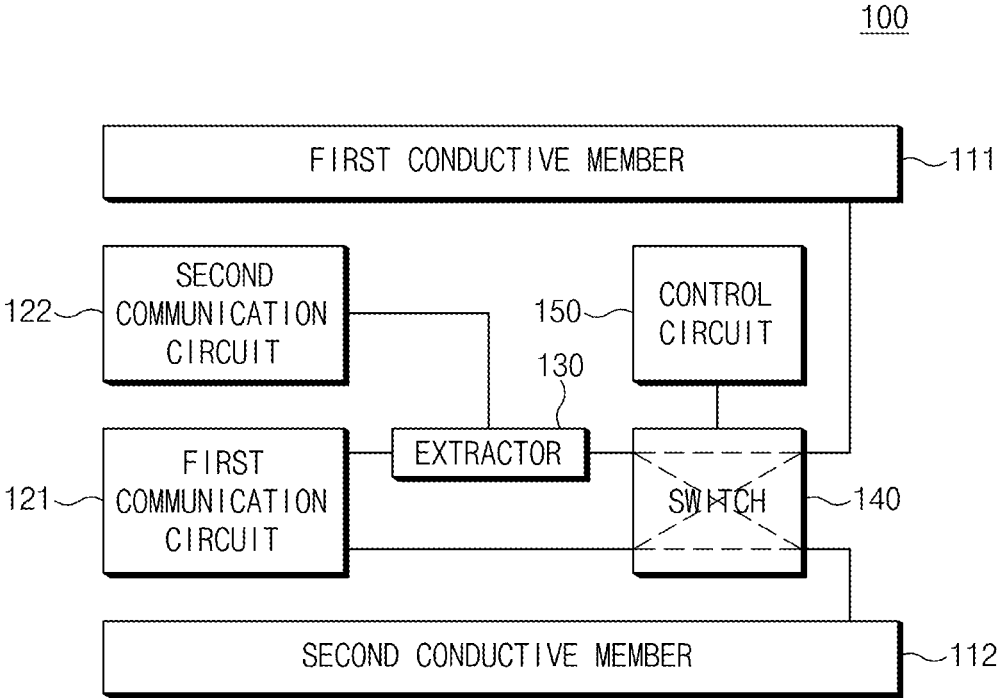 100
FIRST CONDUCTIVE MEMBER
111
SECOND
COMMUNICATION
CIRCUIT
122
CONTROL
CIRCUIT
150
130
EXTRACTOR
FIRST
COMMUNICATION
CIRCUIT
121
SWITCH
140
SECOND CONDUCTIVE MEMBER
112